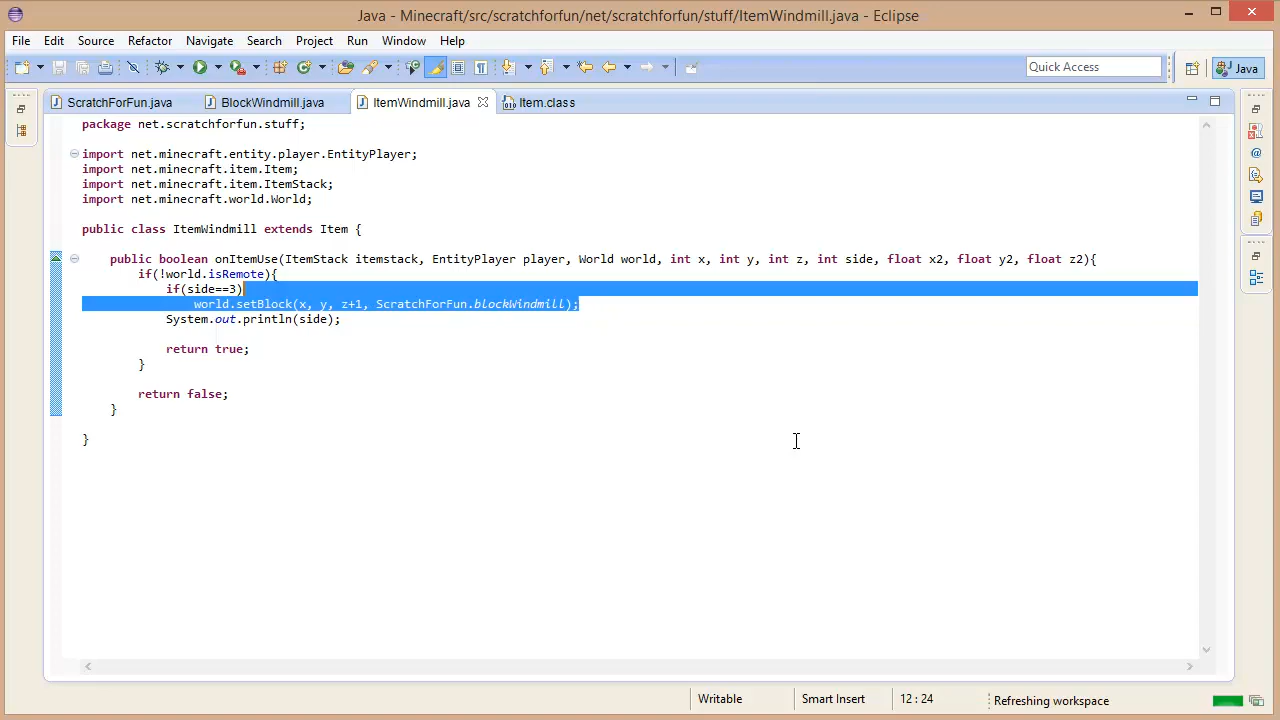 Java - Minecraft/src/scratchforfun/net/scratchforfun/stuff/ItemWindmill.java - Eclipse
File Edit Source Refactor Navigate Search Project Run Window Help
Quick Access
Java
ScratchForFun.java
BlockWindmill.java
ItemWindmill.java
Item.class
package net.scratchforfun.stuff;
import net.minecraft.entity.player.EntityPlayer;
import net.minecraft.item.Item;
import net.minecraft.item.ItemStack;
import net.minecraft.world.World;
public class ItemWindmill extends Item {
public boolean onItemUse(ItemStack itemstack, EntityPlayer player, World world, int x, int y, int z, int side, float x2, float y2, float z2){
if(!world.isRemote){
if(side==3)
world.setBlock(x, y, z+1, ScratchForFun.blockWindmill);
System.out.println(side);
return true;
}
return false;
}
}
Writable
Smart Insert
12 : 24
Refreshing workspace